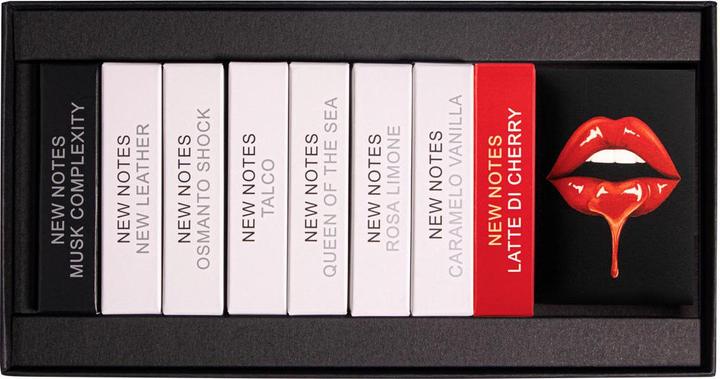 NEW NOTES
MUSK COMPLEXITY
NEW NOTES
NEW LEATHER
NEW NOTES
OSMANTO SHOCK
NEW NOTES
TALCO
NEW NOTES
QUEEN OF THE SEA
NEW NOTES
ROSA LIMONE
NEW NOTES
CARAMELO VANILLA
NEW NOTES
LATTE DI CHERRY